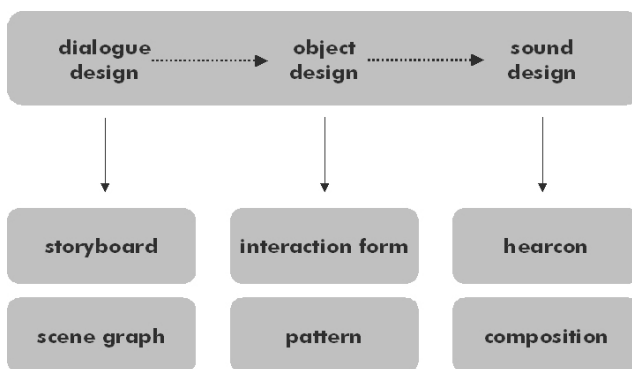 dialogue
design
object
design
sound
design
storyboard
interaction form
hearcon
scene graph
pattern
composition